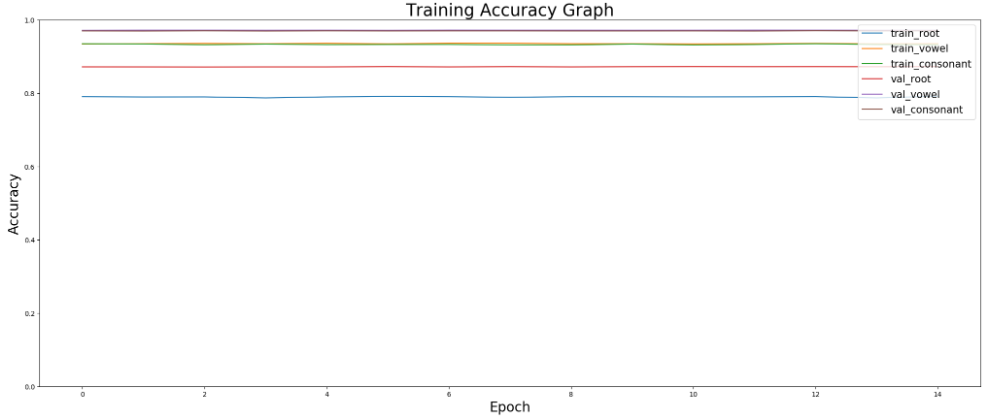 Training Accuracy Graph
1.0
0.8
0.6
0.4
0.2
0.0
Accuracy
train_root
train_vowel
train_consonant
val_root
val_vowel
val_consonant
0 2 4 6 8 10 12 14
Epoch